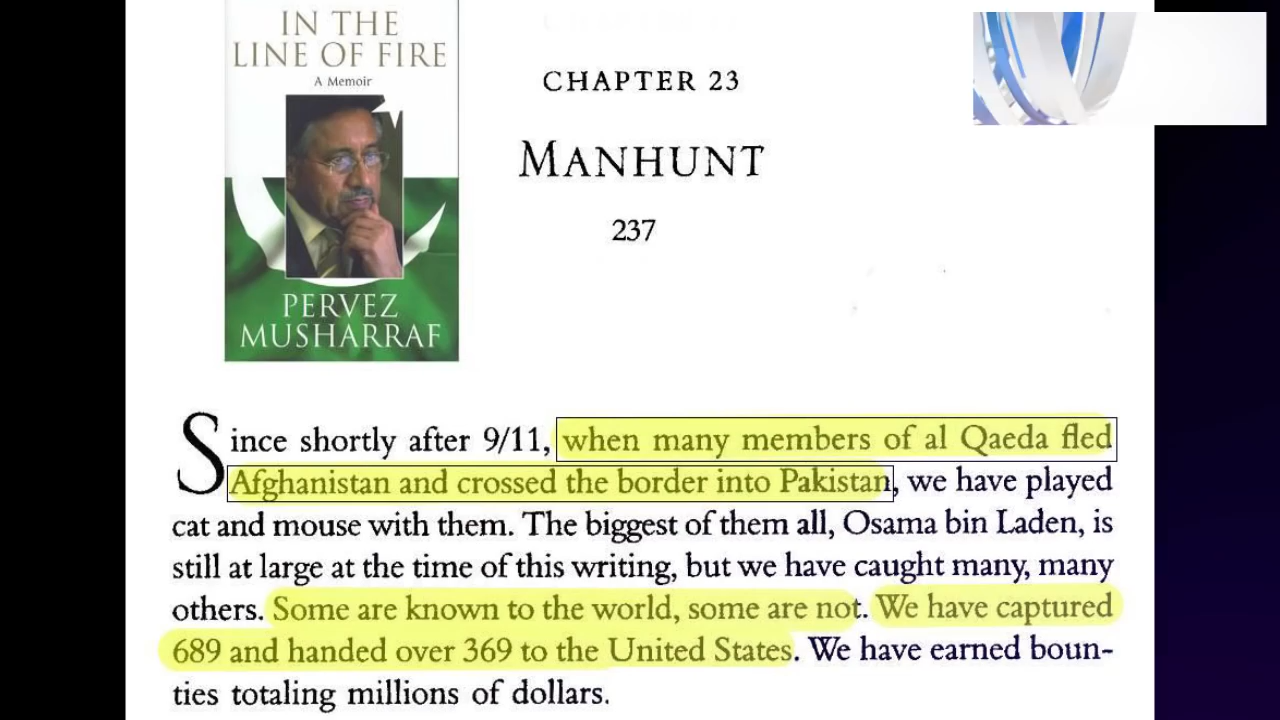 IN THE
LINE OF FIRE
A Memoir
PERVEZ
MUSHARRAF
CHAPTER 23
MANHUNT
237
Since shortly after 9/11, when many members of al Qaeda fled
Afghanistan and crossed the border into Pakistan, we have played
cat and mouse with them. The biggest of them all, Osama bin Laden, is
still at large at the time of this writing, but we have caught many, many
others. Some are known to the world, some are not. We have captured
689 and handed over 369 to the United States. We have earned boun-
ties totaling millions of dollars.